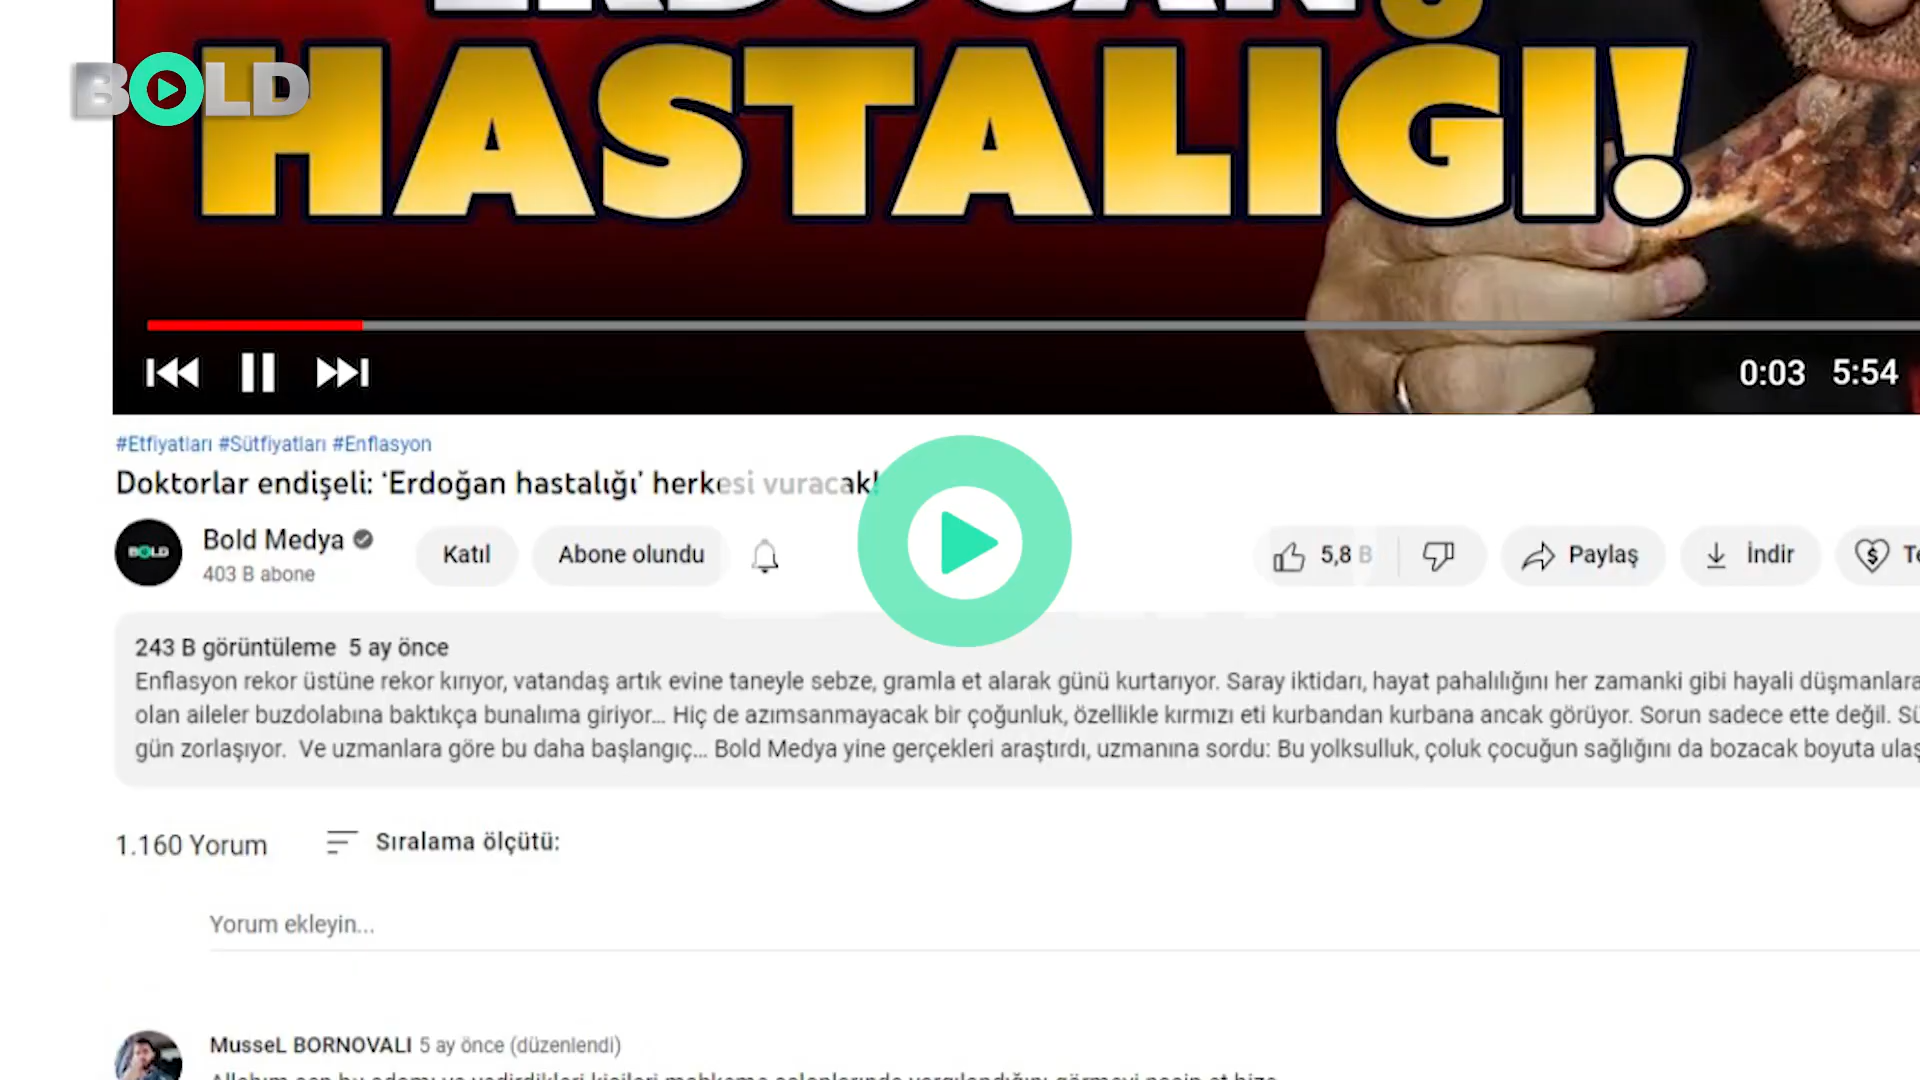 ERDOĞAN
HASTALIĞI!
BOLD
0:03 5:54
#Etfiyatları #Sütfiyatları #Enflasyon
Doktorlar endişeli: ‘Erdoğan hastalığı’ herkesi vuracak!
BOLD
Bold Medya
403 B abone
Katıl
Abone olundu
5,8 B
Paylaş
İndir
243 B görüntüleme 5 ay önce
Enflasyon rekor üstüne rekor kırıyor, vatandaş artık evine taneyle sebze, gramla et alarak günü kurtarıyor. Saray iktidarı, hayat pahalılığını her zamanki gibi hayali düşmanlara
olan aileler buzdolabına baktıkça bunalıma giriyor... Hiç de azımsanmayacak bir çoğunluk, özellikle kırmızı eti kurbandan kurbana ancak görüyor. Sorun sadece ette değil. Sü
gün zorlaşıyor. Ve uzmanlara göre bu daha başlangıç... Bold Medya yine gerçekleri araştırdı, uzmanına sordu: Bu yolksulluk, çoluk çocuğun sağlığını da bozacak boyuta ulaş
1.160 Yorum
Sıralama ölçütü:
Yorum ekleyin...
MusseL BORNOVALI 5 ay önce (düzenlendi)